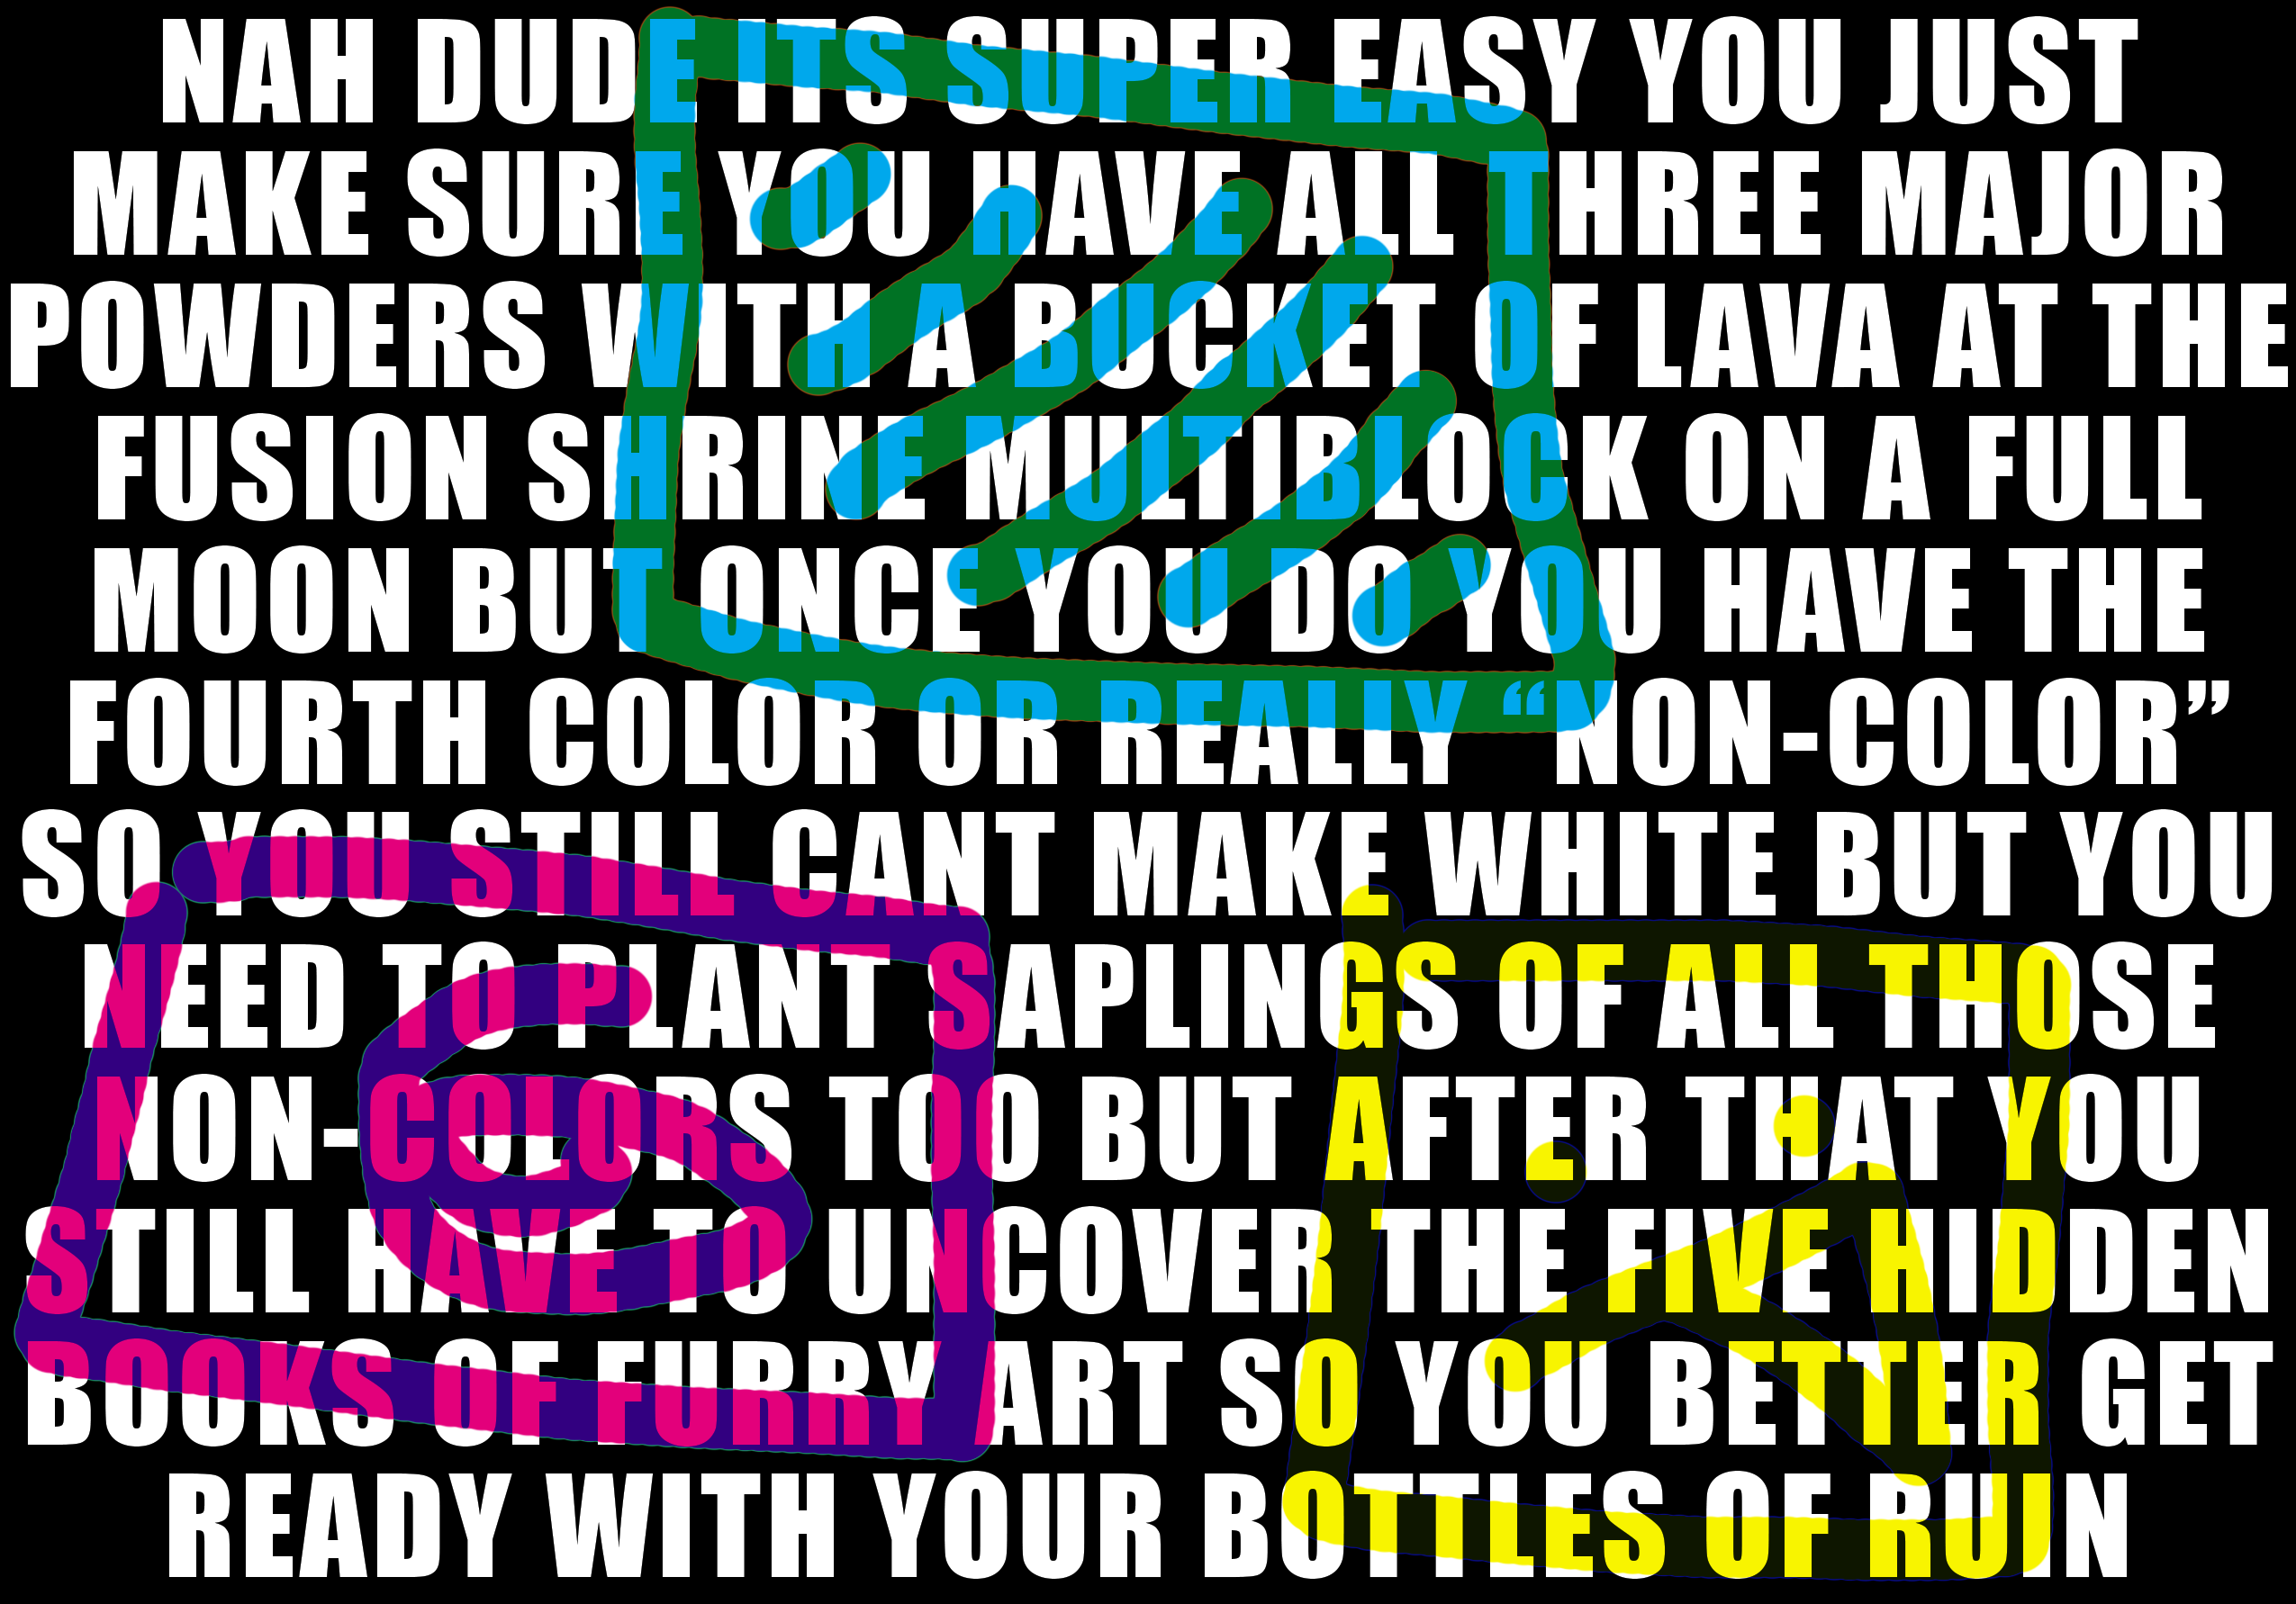 NAH DUDE ITS SUPER EASY YOU JUST
MAKE SURE YOU HAVE ALL THREE MAJOR
POWDERS WITH A BUCKET OF LAVA AT THE
FUSION SHRINE MULTIBLOCK ON A FULL
MOON BUT ONCE YOU DO YOU HAVE THE
FOURTH COLOR OR REALLY “NON-COLOR”
SO YOU STILL CANT MAKE WHITE BUT YOU
NEED TO PLANT SAPLINGS OF ALL THOSE
NON-COLORS TOO BUT AFTER THAT YOU
STILL HAVE TO UNCOVER THE FIVE HIDDEN
BOOKS OF FURRY ART SO YOU BETTER GET
READY WITH YOUR BOTTLES OF RUIN